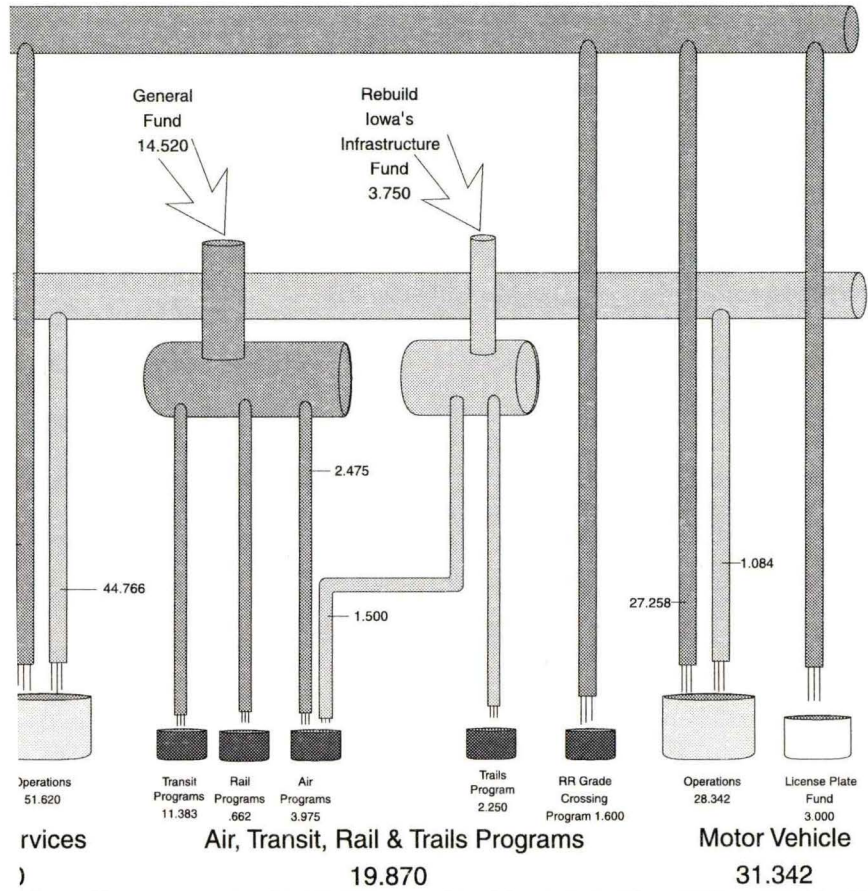 General
Fund
14.520
Rebuild
Iowa's
Infrastructure
Fund
3.750
2.475
44.766
1.500
1.084
27.258
Operations
51.620
Transit
Programs
11.383
Rail
Programs
.662
Air
Programs
3.975
Trails
Program
2.250
RR Grade
Crossing
Program 1.600
Operations
28.342
License Plate
Fund
3.000
rvices
)
Air, Transit, Rail & Trails Programs
19.870
Motor Vehicle
31.342